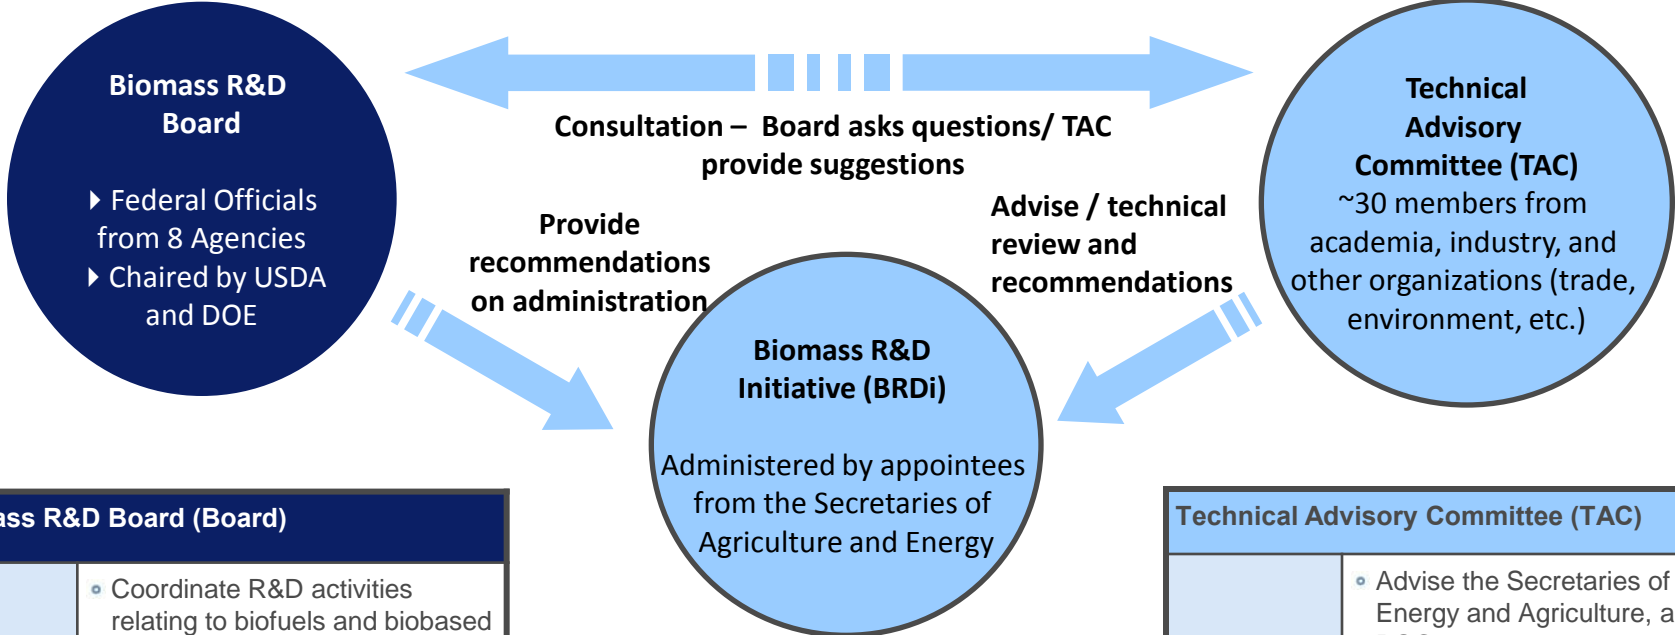 Biomass R&D
Board
Federal Officials
from 8 Agencies
Chaired by USDA
and DOE
Consultation – Board asks questions/ TAC
provide suggestions
Technical
Advisory
Committee (TAC)
~30 members from
academia, industry, and
other organizations (trade,
environment, etc.)
Provide
recommendations
on administration
Advise / technical
review and
recommendations
Biomass R&D
Initiative (BRDi)
Administered by appointees
from the Secretaries of
Agriculture and Energy
ass R&D Board (Board)
Coordinate R&D activities
relating to biofuels and biobased
Technical Advisory Committee (TAC)
Advise the Secretaries of
Energy and Agriculture, a